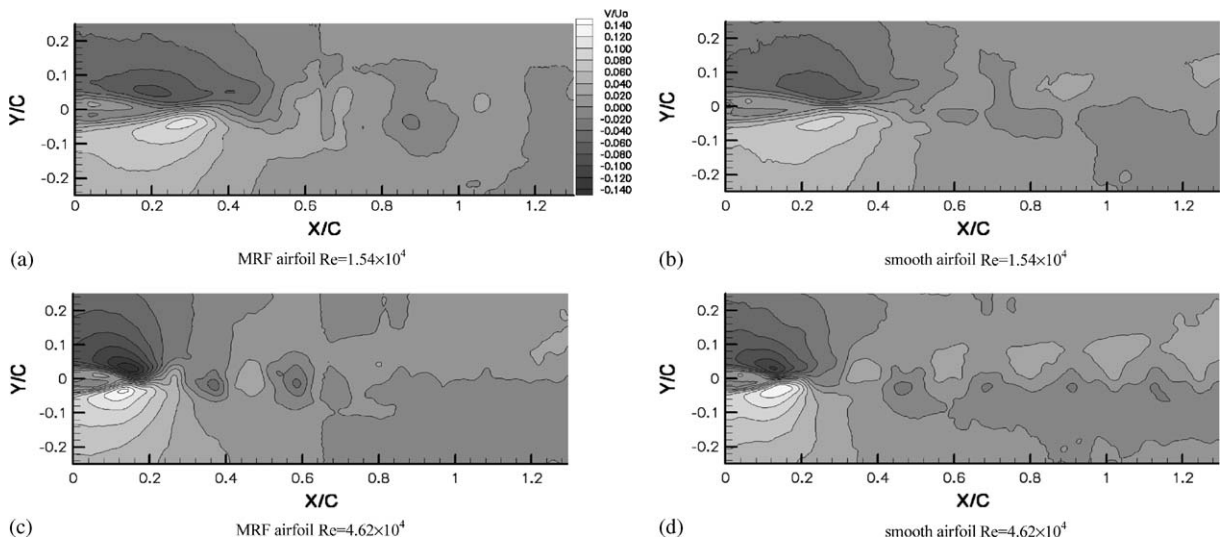 V/Uo
0.140
0.120
0.100
0.080
0.060
0.040
0.020
0.000
-0.020
-0.040
-0.060
-0.080
-0.100
-0.120
-0.140
Y/C
0.2
0.1
0
-0.1
-0.2
0 0.2 0.4 0.6 0.8 1 1.2
X/C
(a) MRF airfoil Re=1.54×10⁴
Y/C
0.2
0.1
0
-0.1
-0.2
0 0.2 0.4 0.6 0.8 1 1.2
X/C
(b) smooth airfoil Re=1.54×10⁴
Y/C
0.2
0.1
0
-0.1
-0.2
0 0.2 0.4 0.6 0.8 1 1.2
X/C
(c) MRF airfoil Re=4.62×10⁴
Y/C
0.2
0.1
0
-0.1
-0.2
0 0.2 0.4 0.6 0.8 1 1.2
X/C
(d) smooth airfoil Re=4.62×10⁴